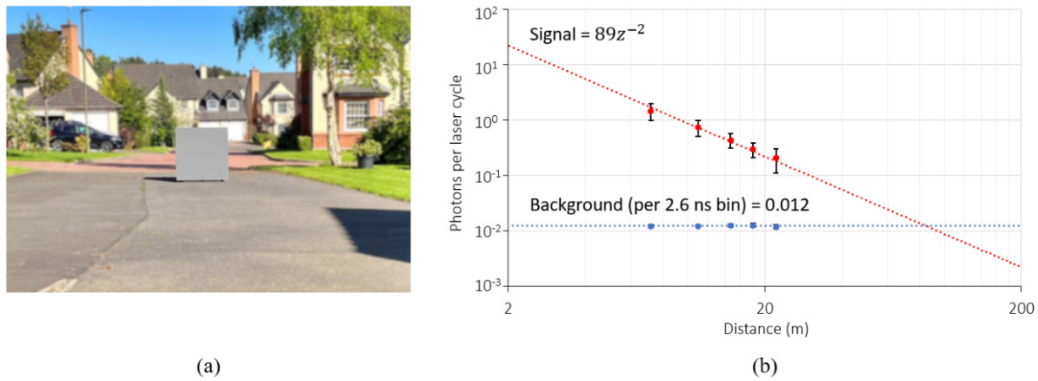 10²
Signal = 89z⁻²
10¹
10⁰
10⁻¹
Background (per 2.6 ns bin) = 0.012
10⁻²
10⁻³
Photons per laser cycle
2
20
200
Distance (m)
(a)
(b)